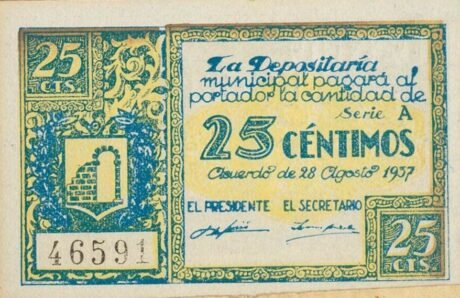 25
CTS
La Depositaría
municipal pagará al
portador la cantidad de
Serie A
25 CÉNTIMOS
Acuerdo de 28 Agosto 1937
EL PRESIDENTE EL SECRETARIO
46591
25
CTS